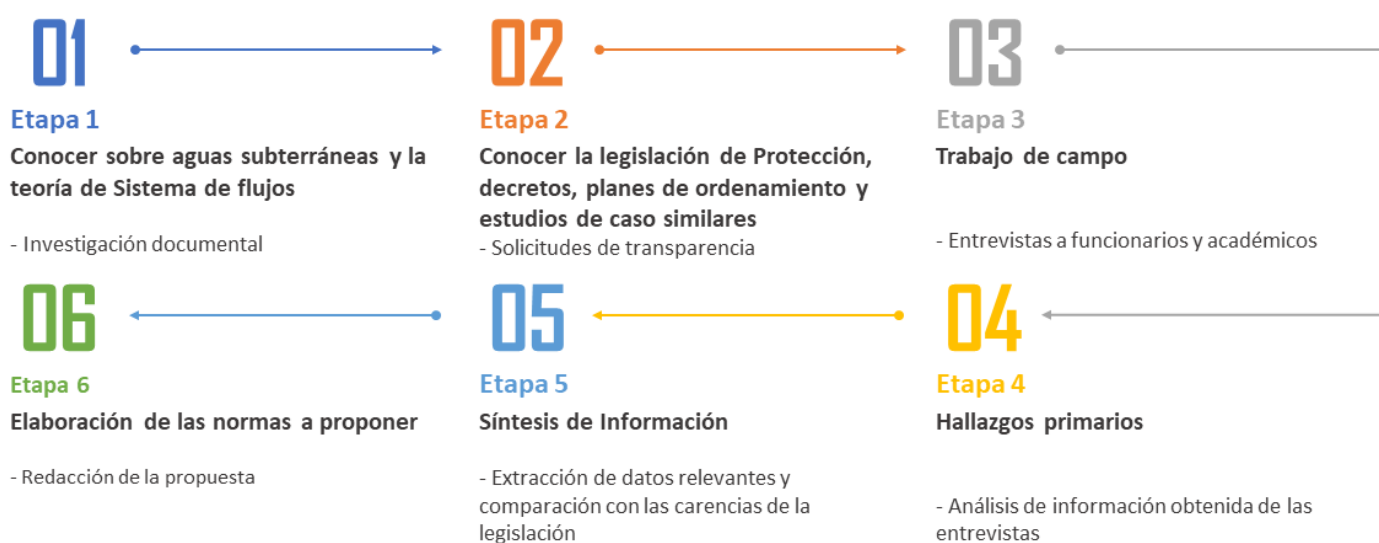 01
Etapa 1
Conocer sobre aguas subterráneas y la
teoría de Sistema de flujos
- Investigación documental
02
Etapa 2
Conocer la legislación de Protección,
decretos, planes de ordenamiento y
estudios de caso similares
- Solicitudes de transparencia
03
Etapa 3
Trabajo de campo
- Entrevistas a funcionarios y académicos
04
Etapa 4
Hallazgos primarios
- Análisis de información obtenida de las
entrevistas
05
Etapa 5
Síntesis de Información
- Extracción de datos relevantes y
comparación con las carencias de la
legislación
06
Etapa 6
Elaboración de las normas a proponer
- Redacción de la propuesta